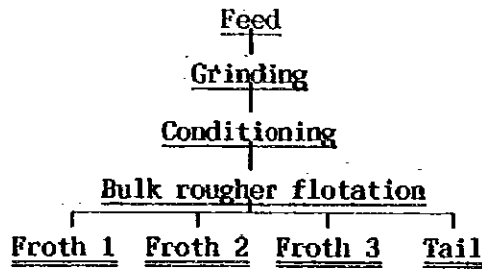 Feed
Grinding
Conditioning
Bulk rougher flotation
Froth 1 Froth 2 Froth 3 Tail